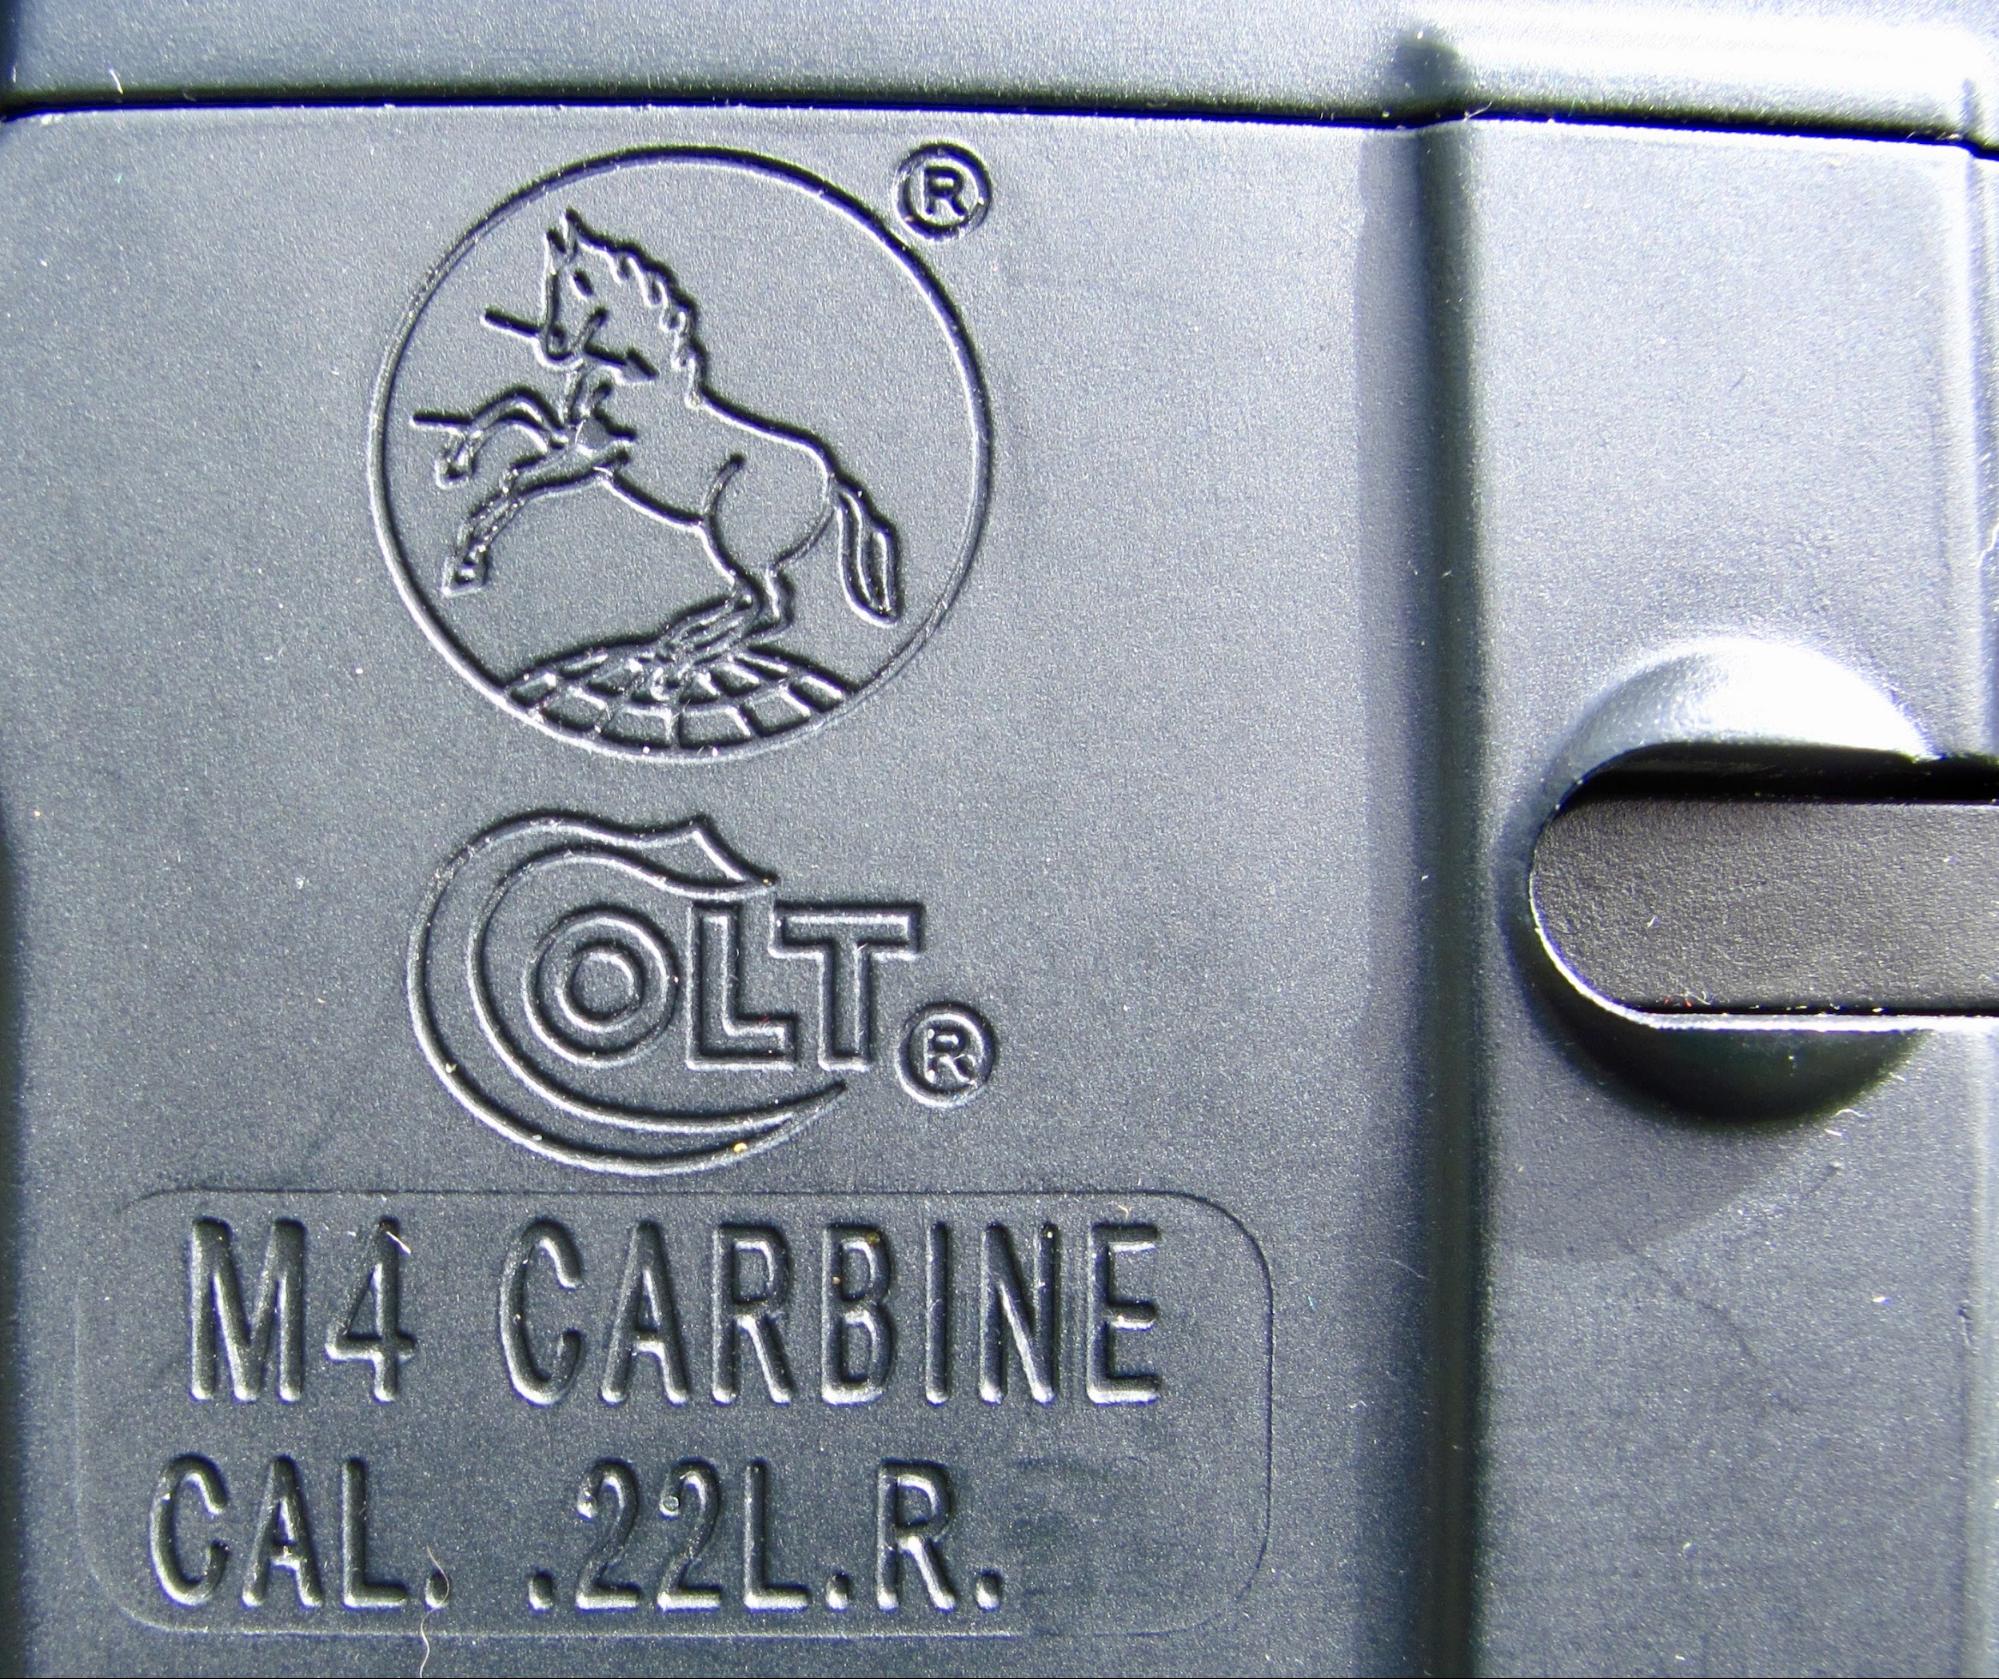 ®
COLT®
M4 CARBINE
CAL. .22L.R.